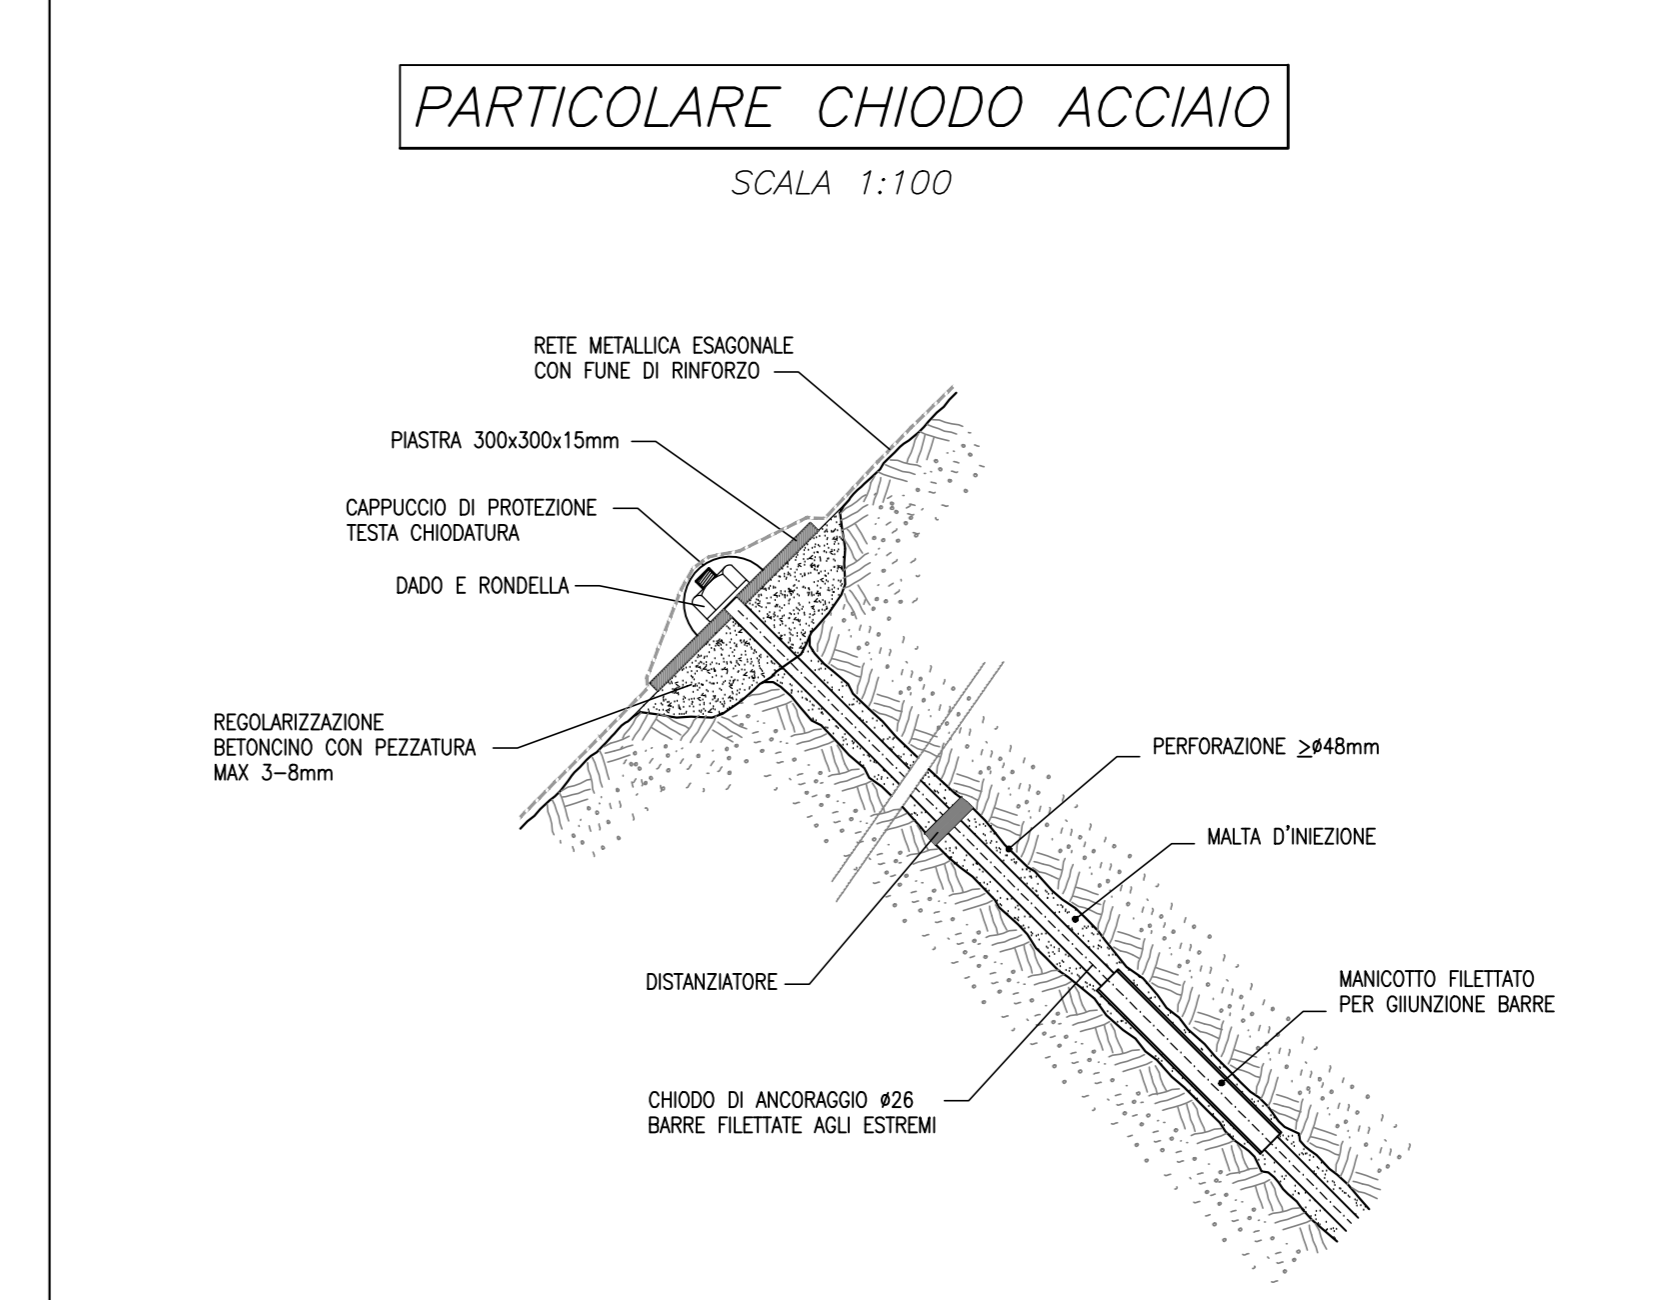 PARTICOLARE CHIODO ACCIAIO
SCALA 1:100
RETE METALLICA ESAGONALE
CON FUNE DI RINFORZO
PIASTRA 300x300x15mm
CAPPUCCIO DI PROTEZIONE
TESTA CHIODATURA
DADO E RONDELLA
REGOLARIZZAZIONE
BETONCINO CON PEZZATURA
MAX 3-8mm
PERFORAZIONE ≥ø48mm
MALTA D'INIEZIONE
DISTANZIATORE
MANICOTTO FILETTATO
PER GIIUNZIONE BARRE
CHIODO DI ANCORAGGIO ø26
BARRE FILETTATE AGLI ESTREMI